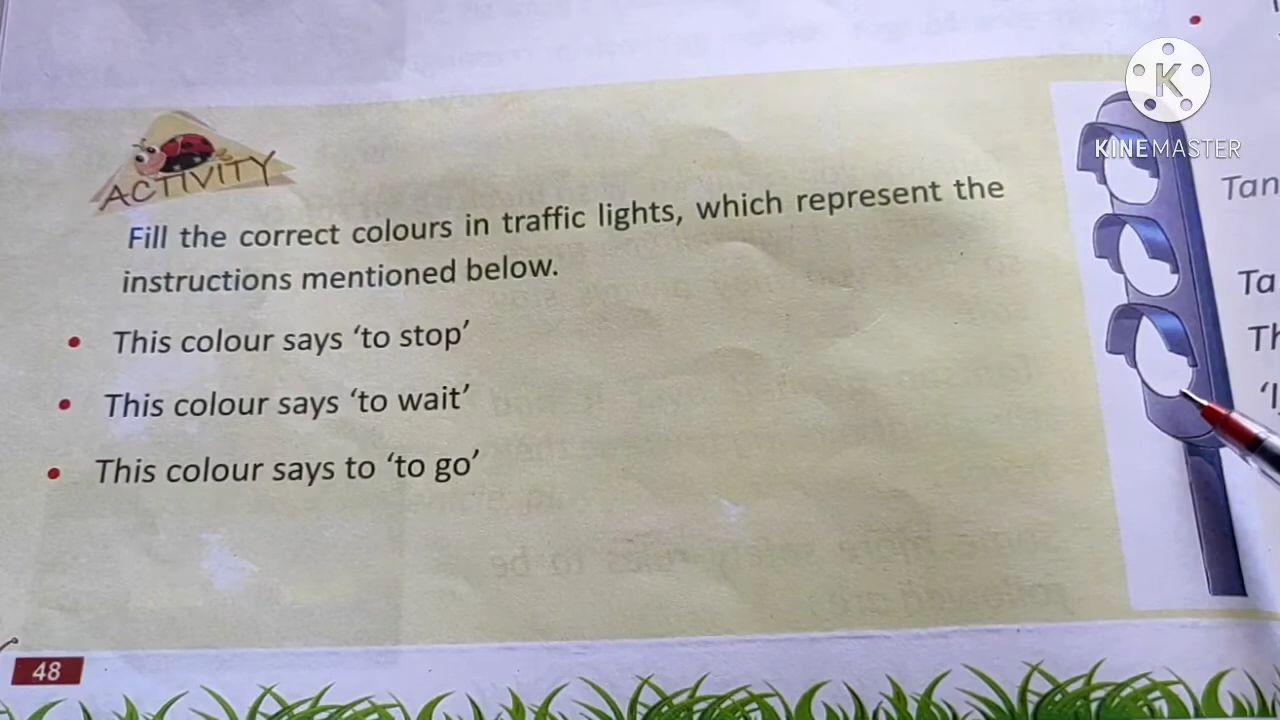 K
KINEMASTER
ACTIVITY
Fill the correct colours in traffic lights, which represent the
instructions mentioned below.
• This colour says ‘to stop’
• This colour says ‘to wait’
• This colour says to ‘to go’
Tan
Ta
48